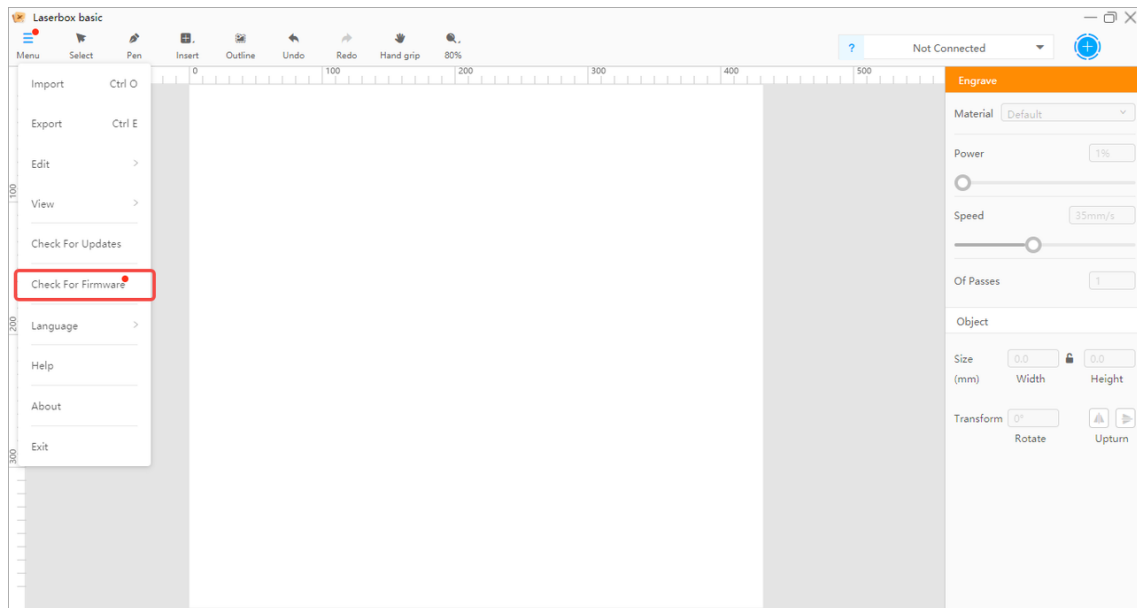 Laserbox basic
Menu Select Pen Insert Outline Undo Redo Hand grip 80%
? Not Connected
0 100 200 300 400 500
100
200
300
Import Ctrl O
Export Ctrl E
Edit
View
Check For Updates
Check For Firmware
Language
Help
About
Exit
Engrave
Material Default
Power 1%
Speed 35mm/s
Of Passes 1
Object
Size 0.0 0.0
(mm) Width Height
Transform 0°
Rotate Upturn